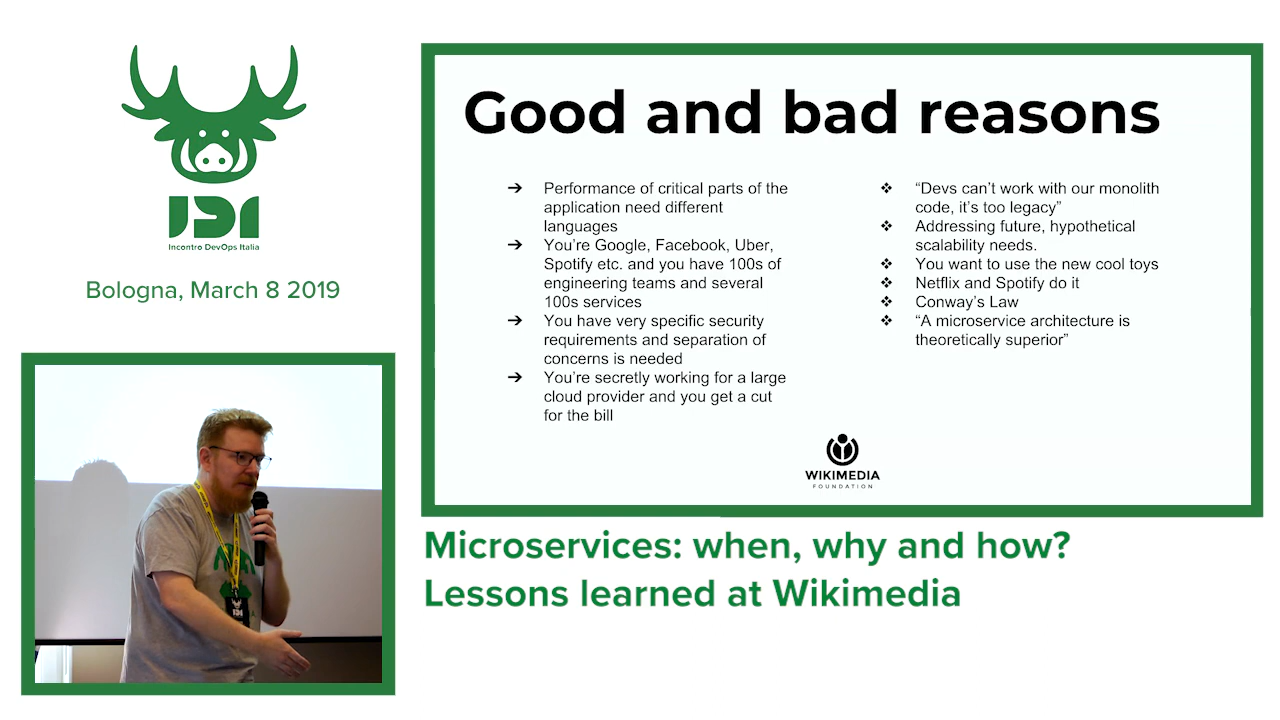 IDI
Incontro DevOps Italia
Bologna, March 8 2019
Good and bad reasons
➔ Performance of critical parts of the
application need different
languages
➔ You’re Google, Facebook, Uber,
Spotify etc. and you have 100s of
engineering teams and several
100s services
➔ You have very specific security
requirements and separation of
concerns is needed
➔ You’re secretly working for a large
cloud provider and you get a cut
for the bill
❖ “Devs can’t work with our monolith
code, it’s too legacy”
❖ Addressing future, hypothetical
scalability needs.
❖ You want to use the new cool toys
❖ Netflix and Spotify do it
❖ Conway’s Law
❖ “A microservice architecture is
theoretically superior”
WIKIMEDIA
FOUNDATION
Microservices: when, why and how?
Lessons learned at Wikimedia
IDI